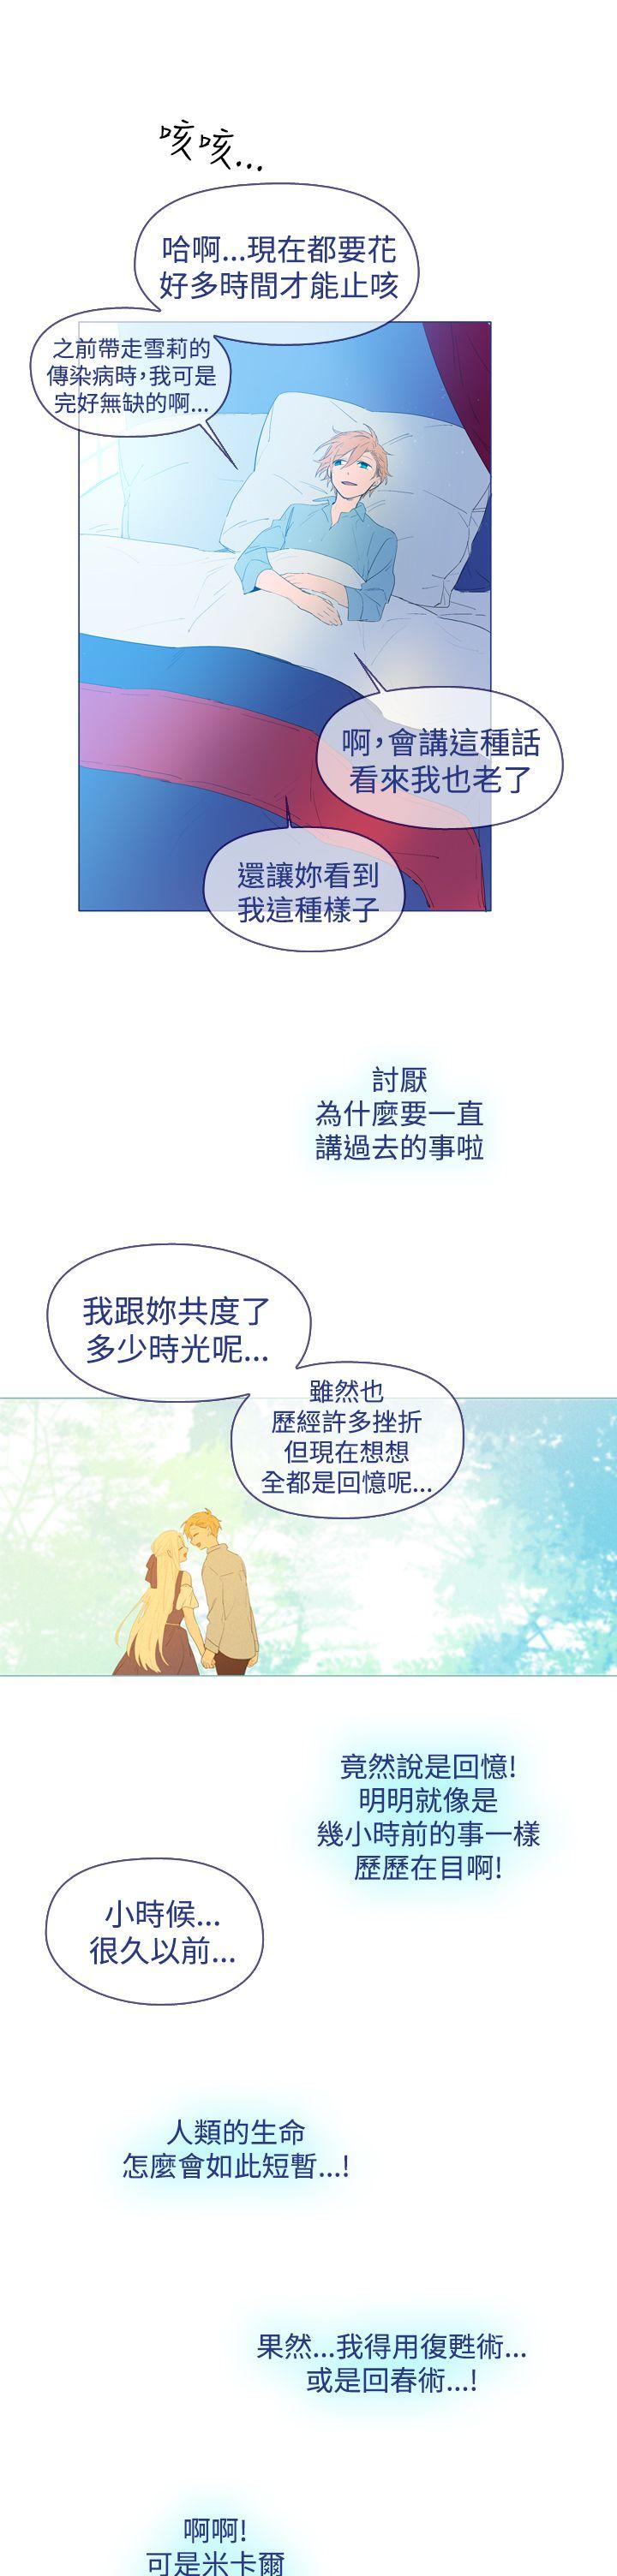 咳咳...
哈啊...現在都要花
好多時間才能止咳
之前帶走雪莉的
傳染病時，我可是
完好無缺的啊...
啊，會講這種話
看來我也老了
還讓妳看到
我這種樣子
討厭
為什麼要一直
講過去的事啦
我跟妳共度了
多少時光呢...
雖然也
歷經許多挫折
但現在想想
全都是回憶呢...
竟然說是回憶!
明明就像是
幾小時前的事一樣
歷歷在目啊!
小時候...
很久以前...
人類的生命
怎麼會如此短暫...!
果然...我得用復甦術...
或是回春術...!
啊啊!
可是米卡爾